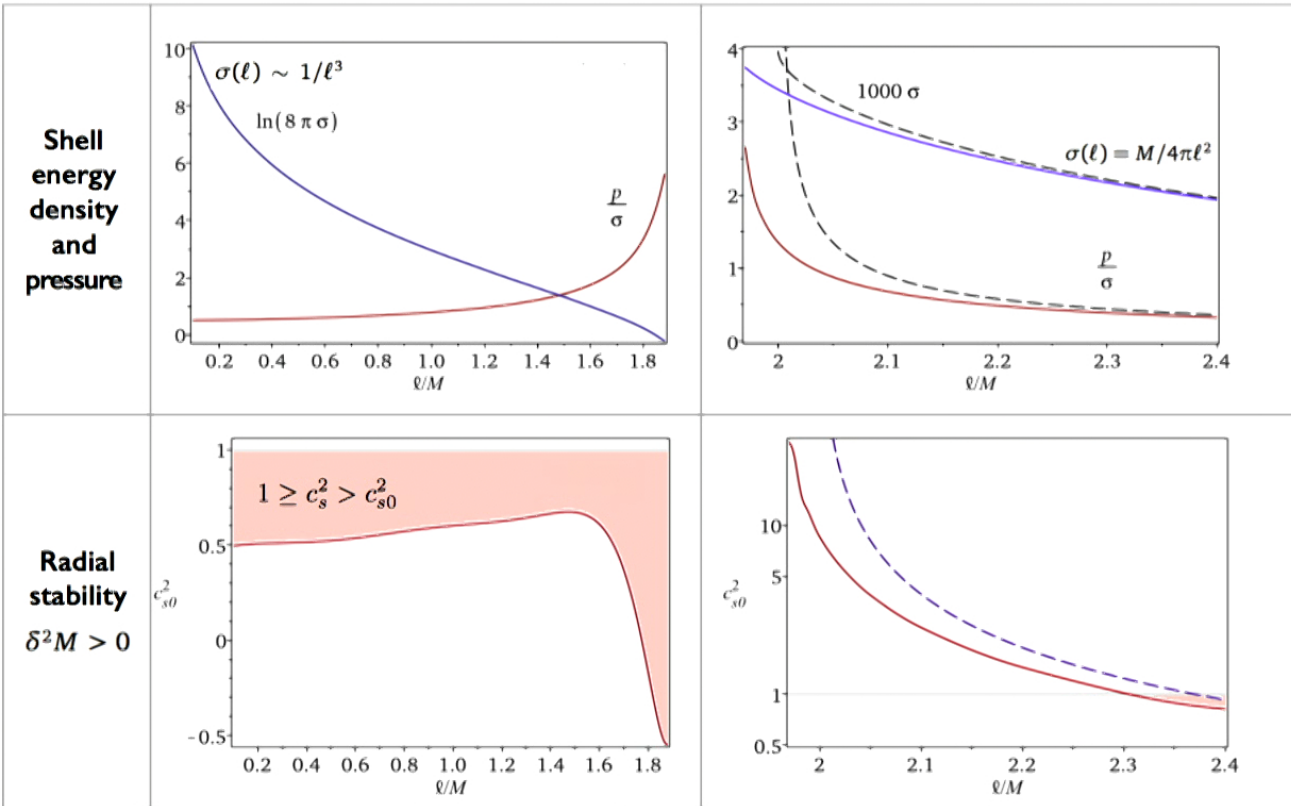 Shell
energy
density
and
pressure
10
8
6
4
2
0
σ(ℓ) ~ 1/ℓ³
ln(8 π σ)
p
σ
0.2 0.4 0.6 0.8 1.0 1.2 1.4 1.6 1.8
ℓ/M
4
3
2
1
0
1000 σ
σ(ℓ) = M/4πℓ²
p
σ
2 2.1 2.2 2.3 2.4
ℓ/M
Radial
stability
δ²M > 0
1
0.5
0
-0.5
c²ₛ₀
1 ≥ c²ₛ > c²ₛ₀
0.2 0.4 0.6 0.8 1.0 1.2 1.4 1.6 1.8
ℓ/M
10
5
1
0.5
c²ₛ₀
2 2.1 2.2 2.3 2.4
ℓ/M